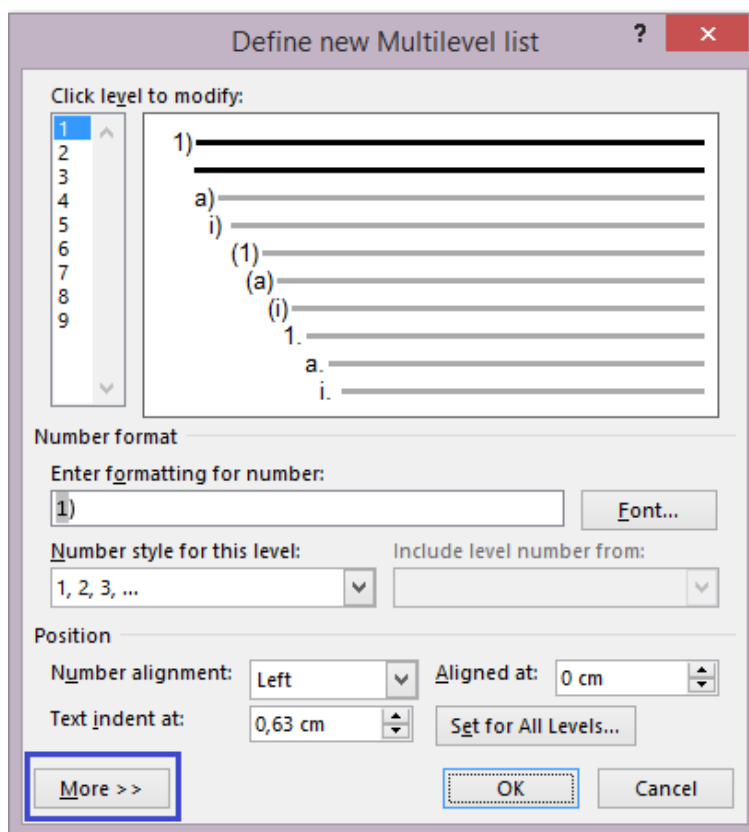 Define new Multilevel list ? ×
Click level to modify:
1
2
3
4
5
6
7
8
9
1)
a)
i)
(1)
(a)
(i)
1.
a.
i.
Number format
Enter formatting for number:
1) Font...
Number style for this level: Include level number from:
1, 2, 3, ...
Position
Number alignment: Left Aligned at: 0 cm
Text indent at: 0,63 cm Set for All Levels...
More >> OK Cancel